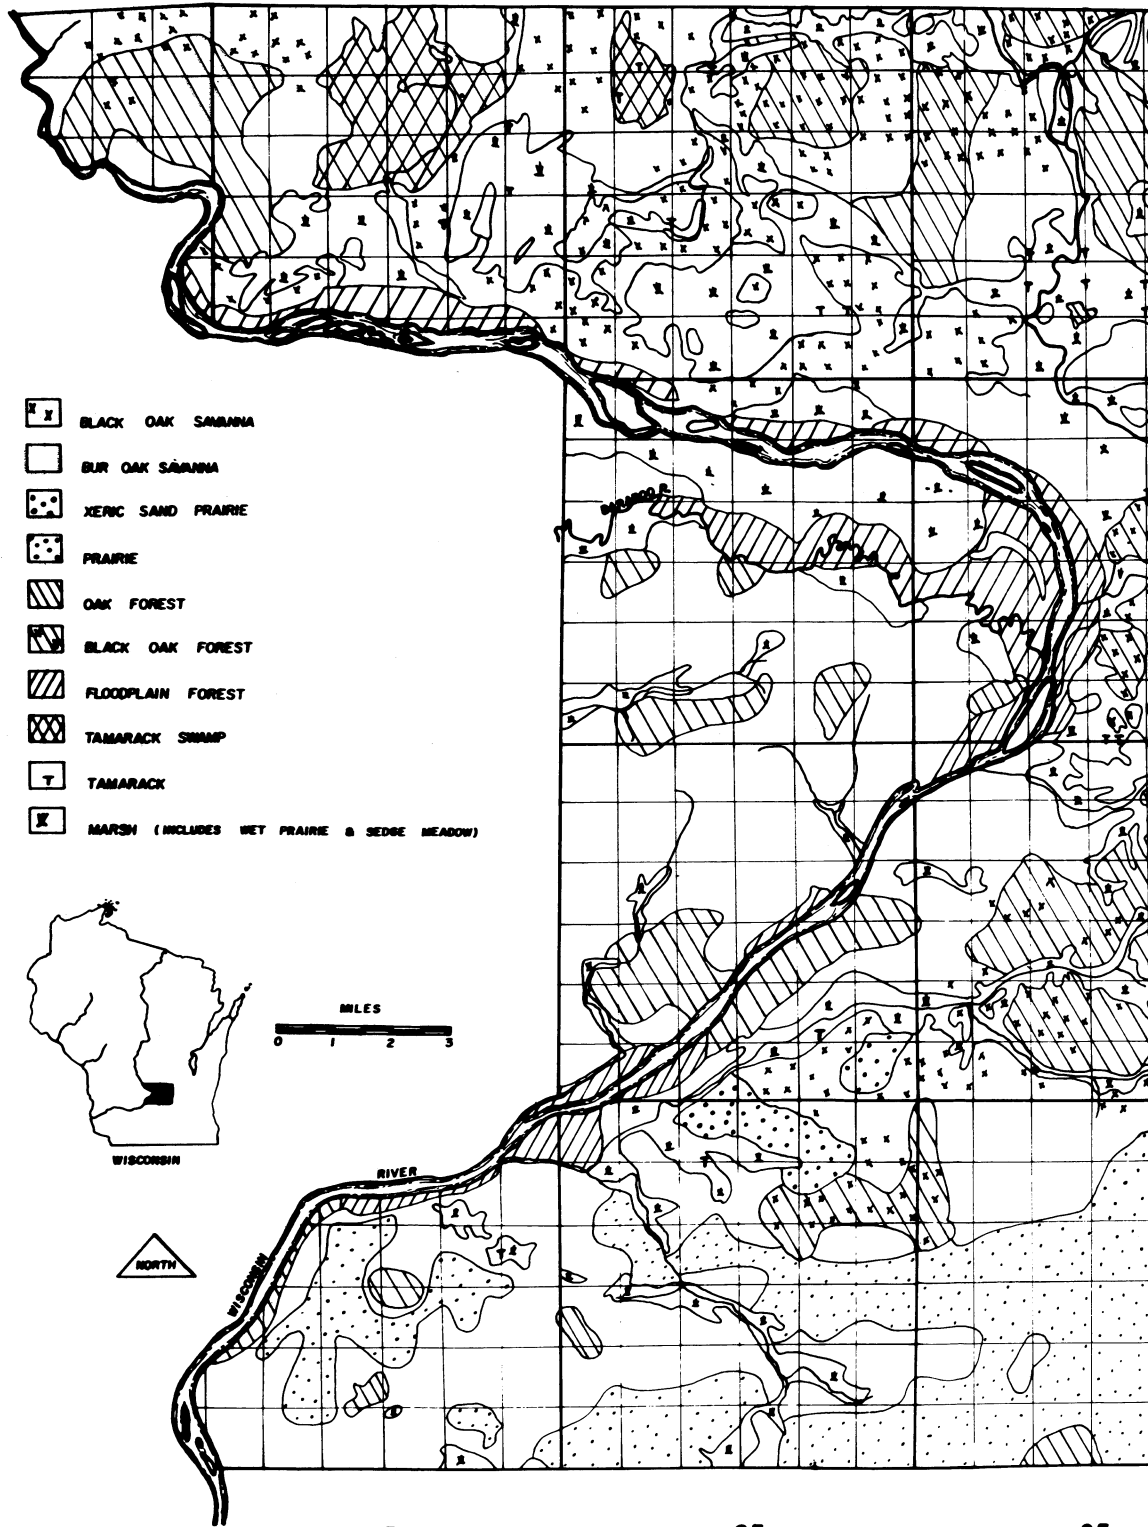 BARABOO R.
BLACK OAK SAVANNA
BUR OAK SAVANNA
XERIC SAND PRAIRIE
PRAIRIE
OAK FOREST
BLACK OAK FOREST
FLOODPLAIN FOREST
TAMARACK SWAMP
T TAMARACK
MARSH (INCLUDES WET PRAIRIE & SEDGE MEADOW)
MILES
0 1 2 3
WISCONSIN
RIVER
NORTH
WISCONSIN